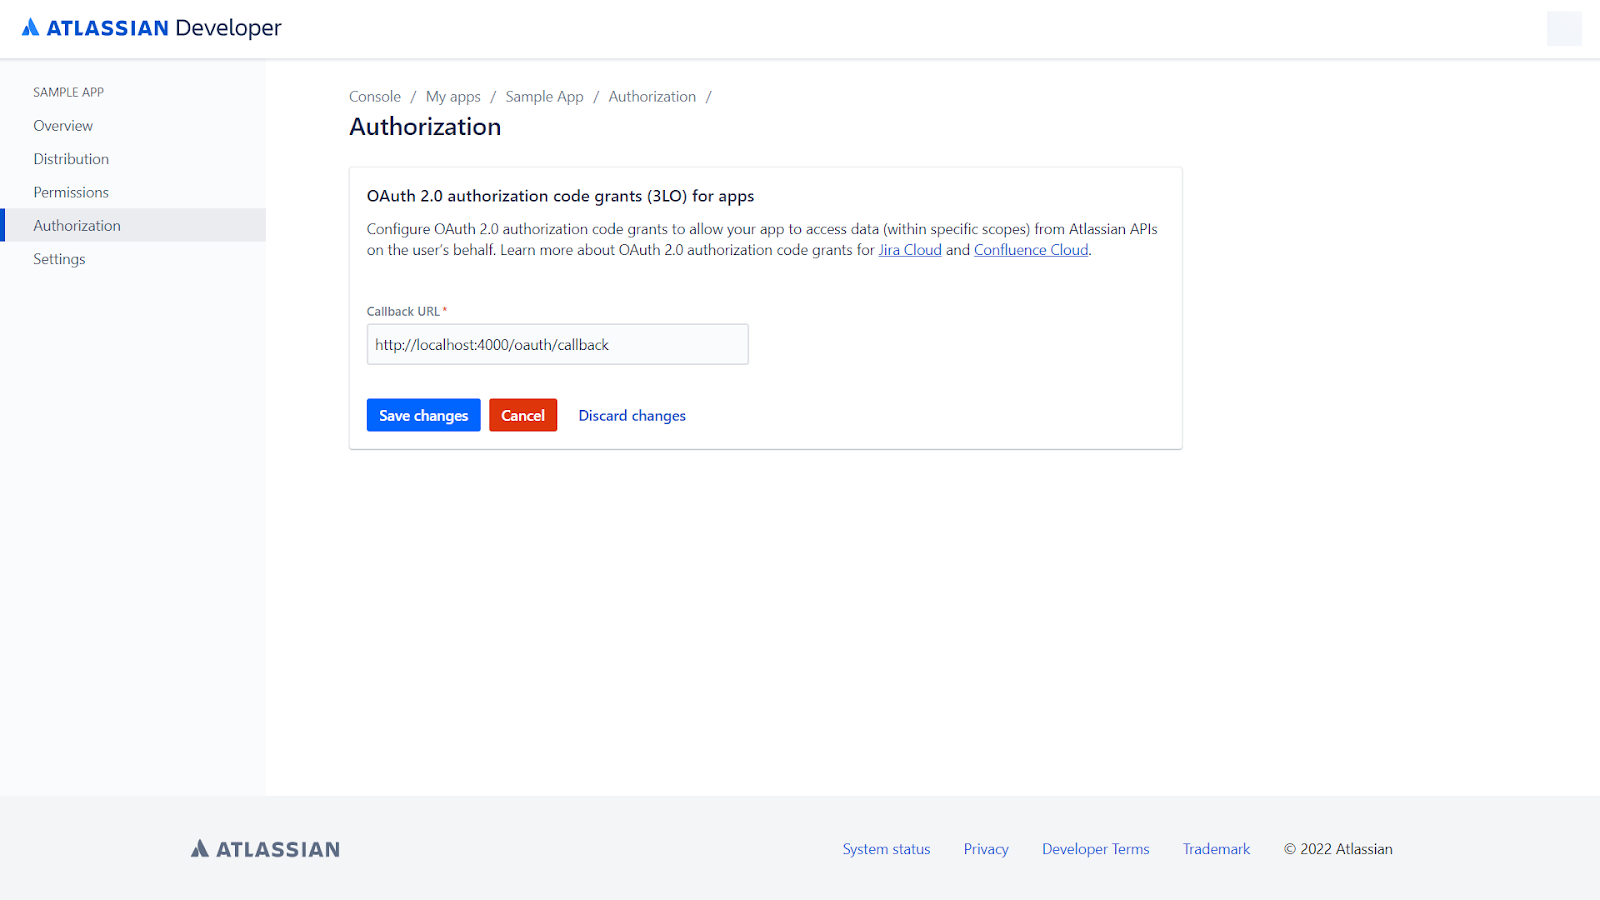 ATLASSIAN Developer
SAMPLE APP
Overview
Distribution
Permissions
Authorization
Settings
Console / My apps / Sample App / Authorization /
Authorization
OAuth 2.0 authorization code grants (3LO) for apps
Configure OAuth 2.0 authorization code grants to allow your app to access data (within specific scopes) from Atlassian APIs
on the user’s behalf. Learn more about OAuth 2.0 authorization code grants for Jira Cloud and Confluence Cloud.
Callback URL *
http://localhost:4000/oauth/callback
Save changes Cancel Discard changes
ATLASSIAN System status Privacy Developer Terms Trademark © 2022 Atlassian